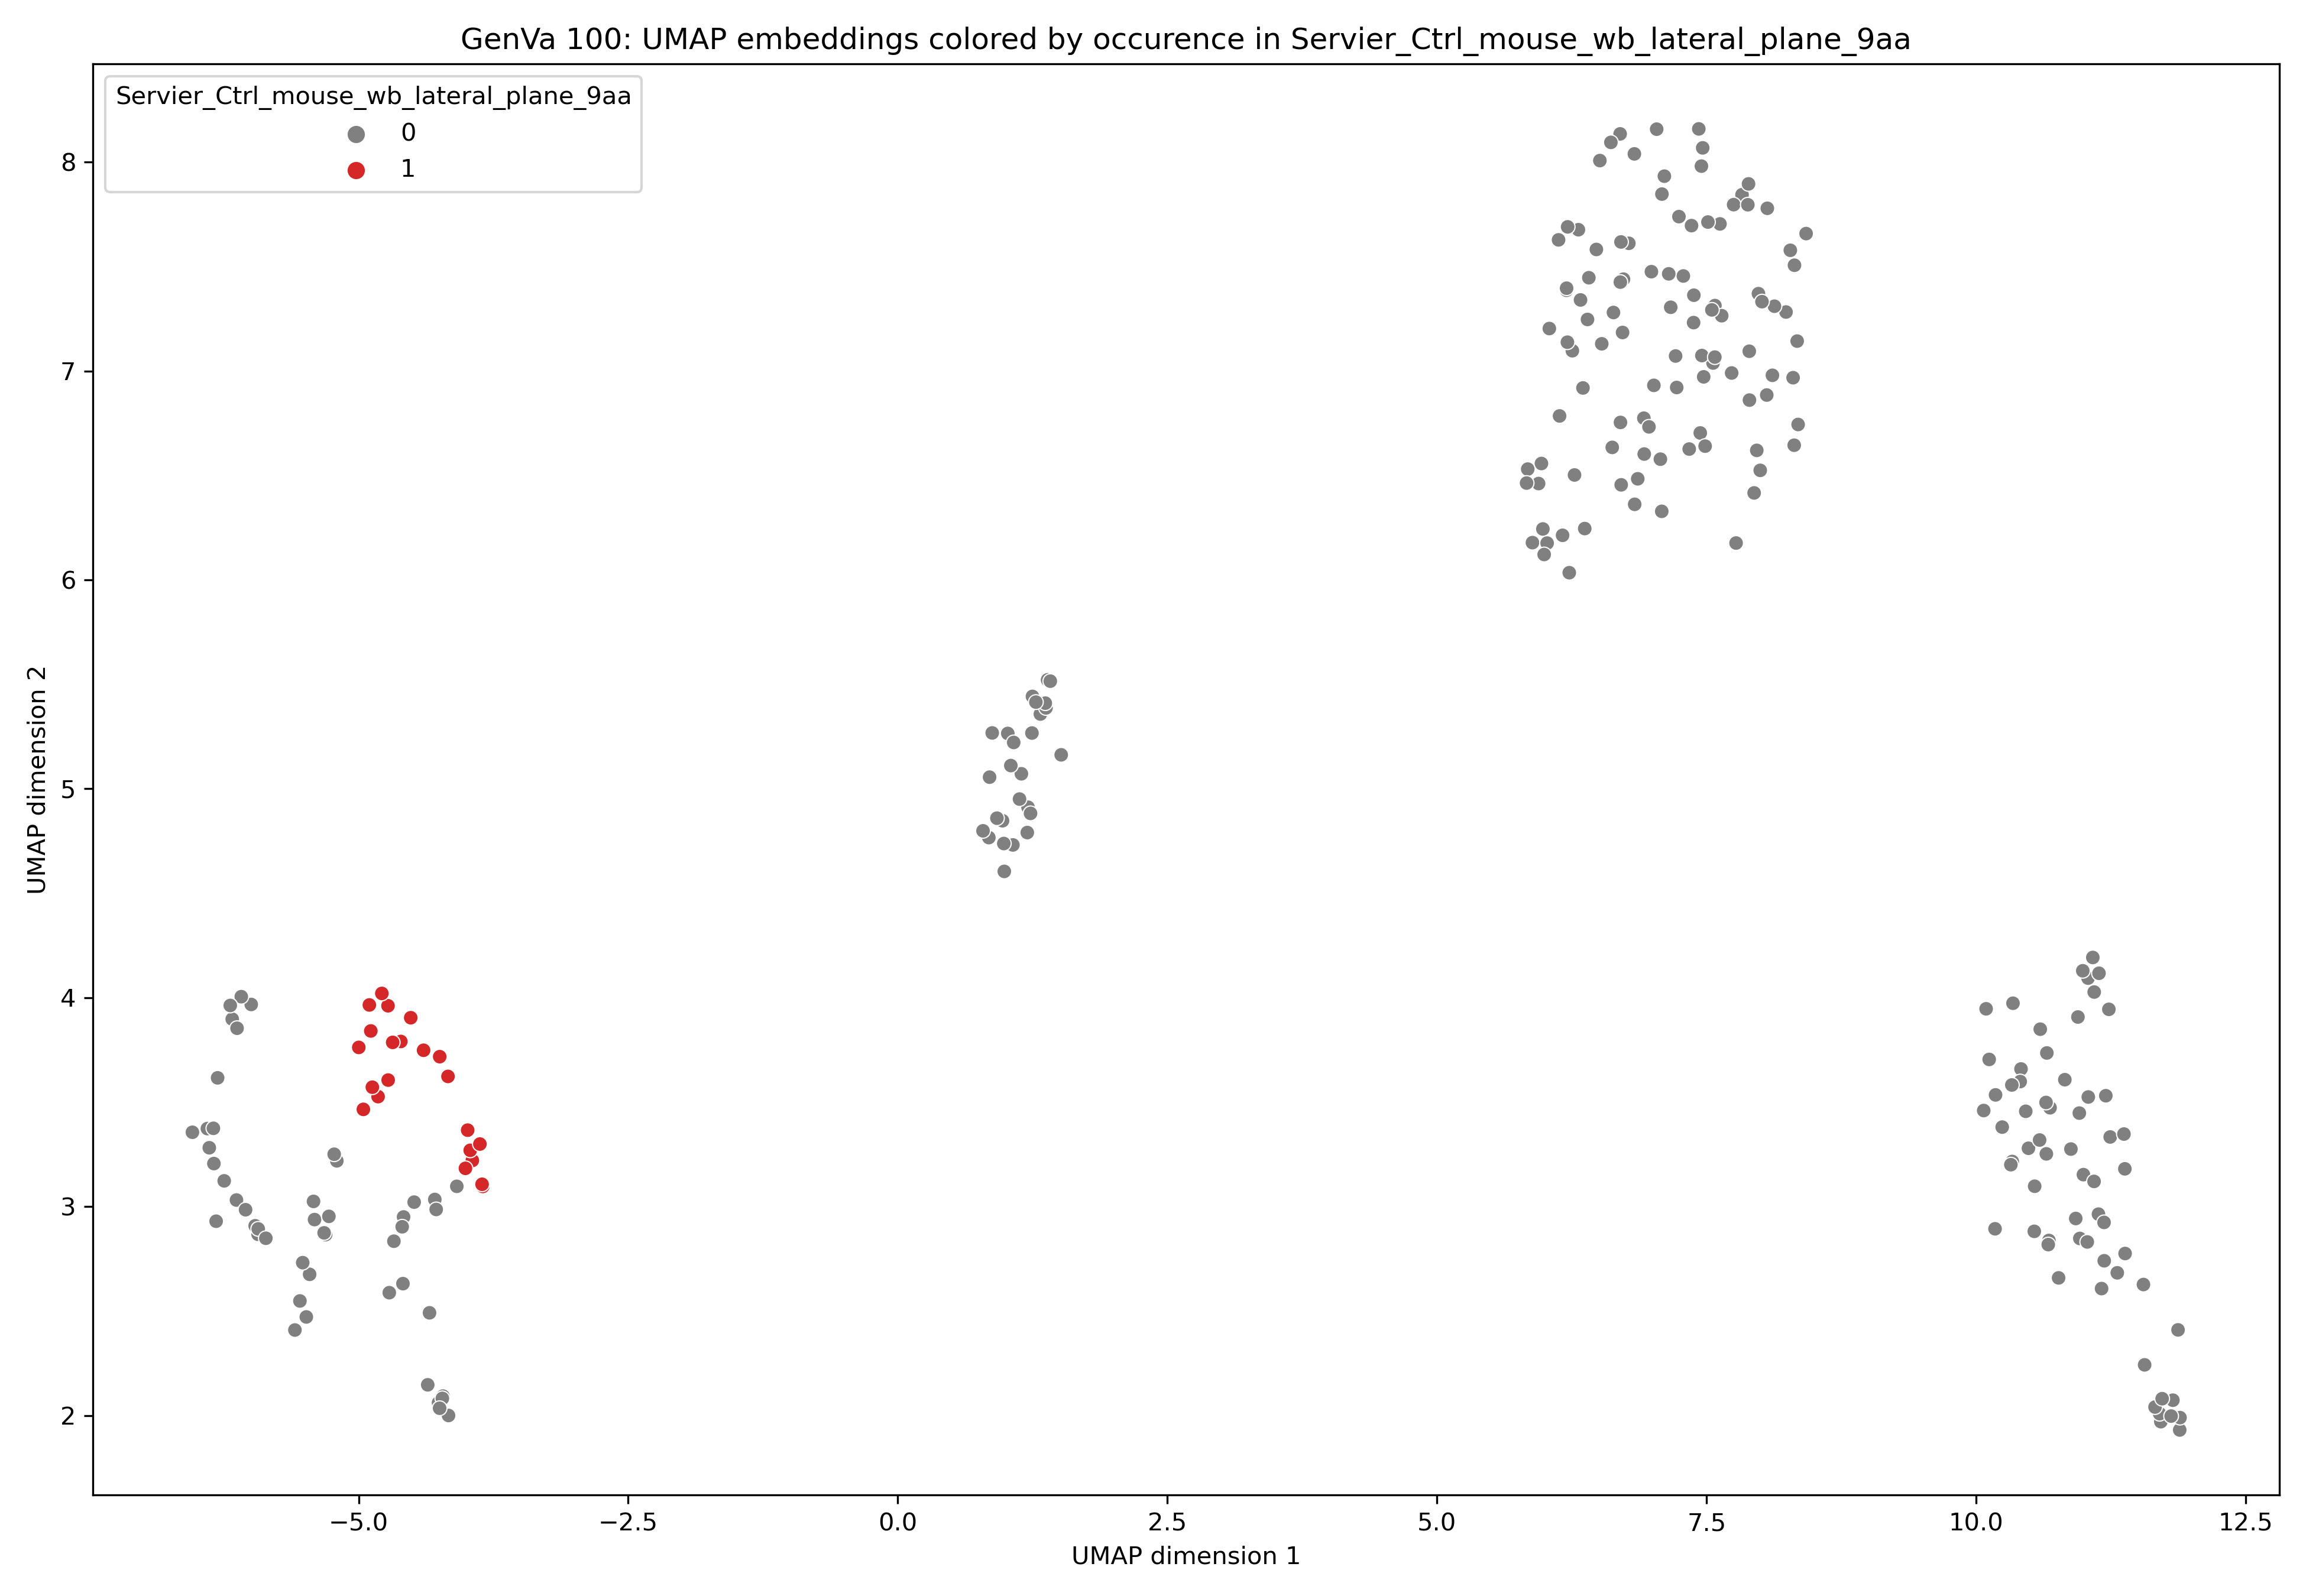 GenVa 100: UMAP embeddings colored by occurence in Servier_Ctrl_mouse_wb_lateral_plane_9aa
Servier_Ctrl_mouse_wb_lateral_plane_9aa
0
1
8
7
6
5
4
3
2
UMAP dimension 2
−5.0 −2.5 0.0 2.5 5.0 7.5 10.0 12.5
UMAP dimension 1